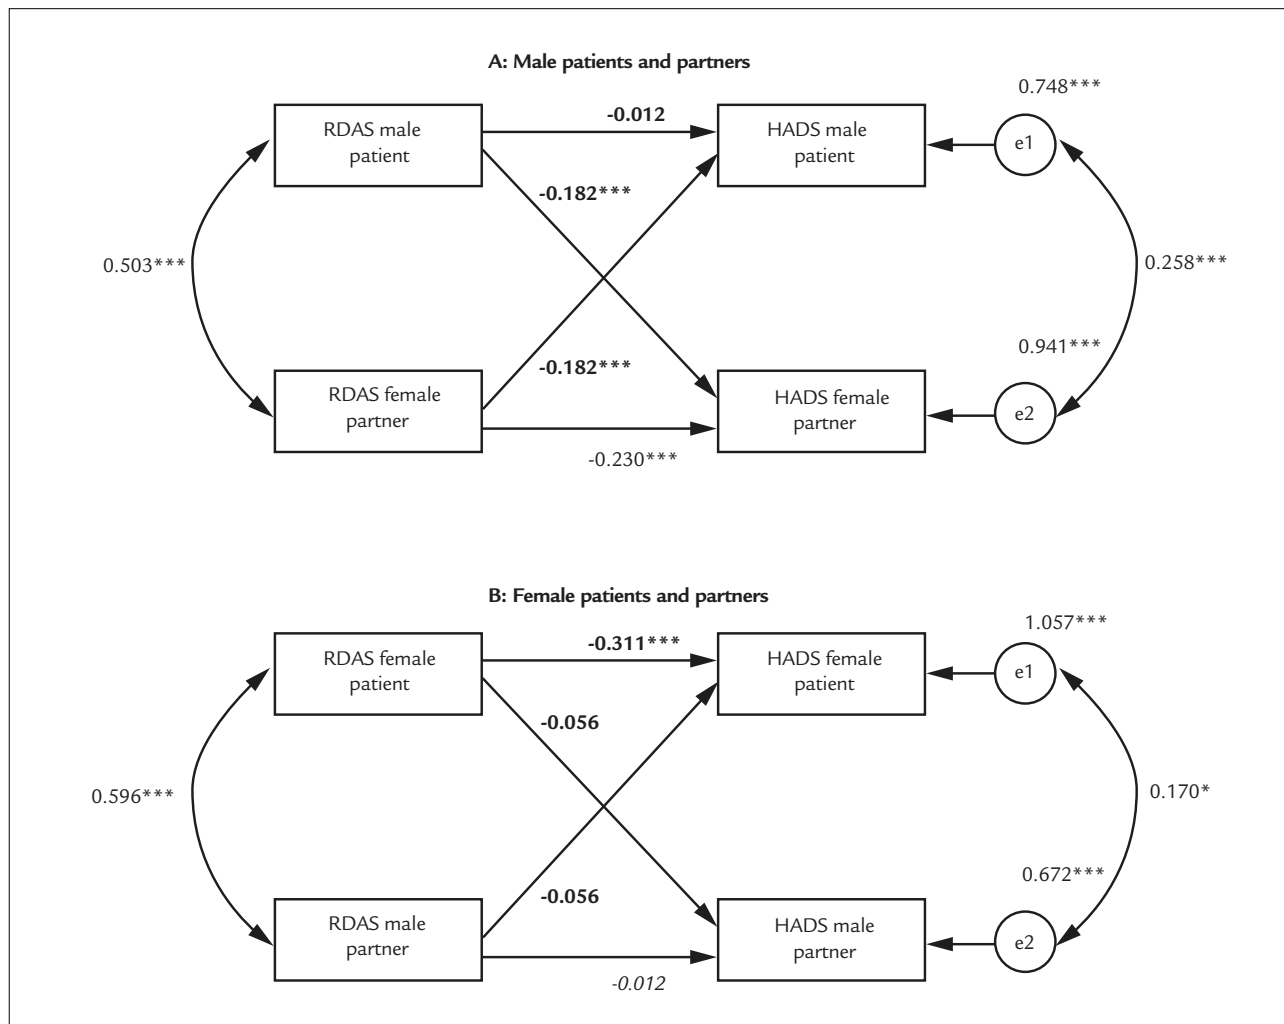 A: Male patients and partners
0.748***
RDAS male
patient
-0.012
HADS male
patient
e1
-0.182***
0.503***
0.258***
0.941***
-0.182***
RDAS female
partner
HADS female
partner
e2
-0.230***
B: Female patients and partners
1.057***
RDAS female
patient
-0.311***
HADS female
patient
e1
-0.056
0.596***
0.170*
0.672***
-0.056
RDAS male
partner
HADS male
partner
e2
-0.012